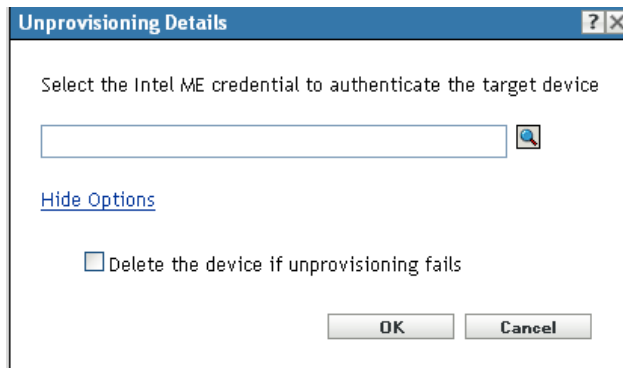 Unprovisioning Details
Select the Intel ME credential to authenticate the target device
Hide Options
Delete the device if unprovisioning fails
OK Cancel